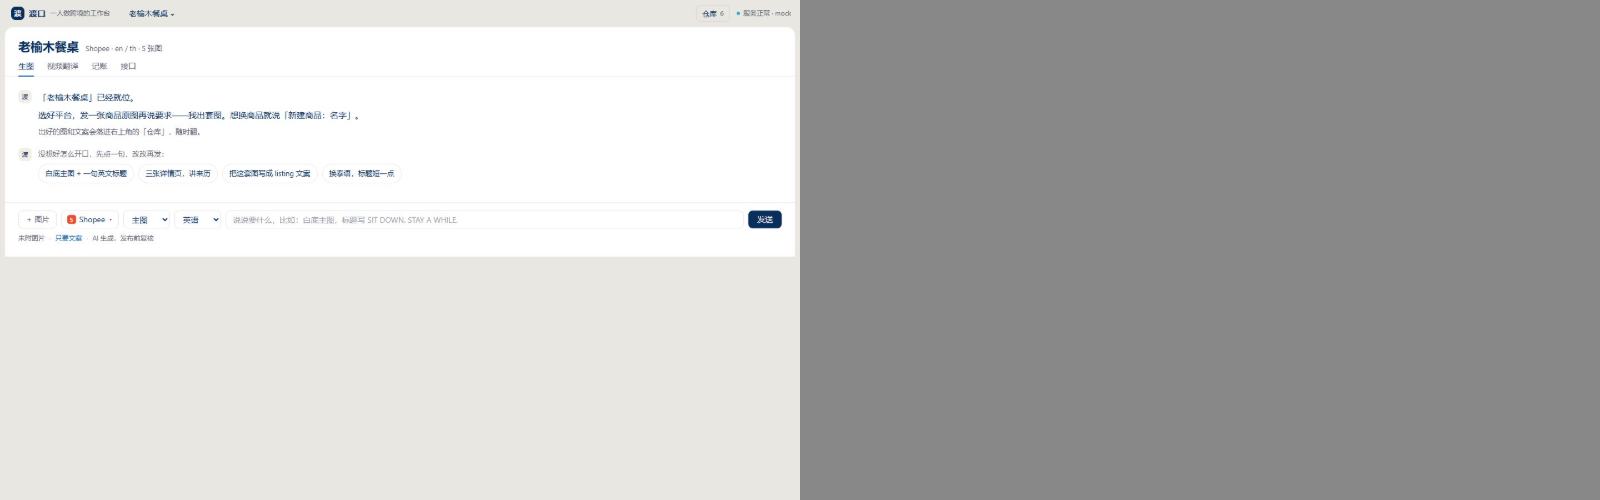 渡 渡口 一人做跨境的工作台 老榆木餐桌 仓库 6 服务正常 · mock
老榆木餐桌 Shopee · en / th · 5 张图
生图 视频翻译 记账 接口
渡 「老榆木餐桌」已经就位。
选好平台，发一张商品原图再说要求——我出套图。想换商品就说「新建商品：名字」。
出好的图和文案会落进右上角的「仓库」，随时翻。
渡 没想好怎么开口，先点一句，改改再发：
白底主图 + 一句英文标题 三张详情页，讲来历 把这套图写成 listing 文案 换泰语，标题短一点
+ 图片 S Shopee 主图 英语 说说要什么，比如：白底主图，标题写 SIT DOWN. STAY A WHILE. 发送
未附图片 · 只要文案 · AI 生成，发布前复核